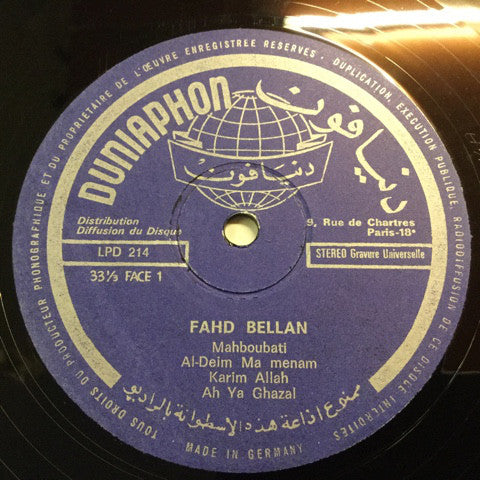 TOUS DROITS DU PRODUCTEUR PHONOGRAPHIQUE ET DU PROPRIETAIRE DE L'ŒUVRE ENREGISTREE RESERVES - DUPLICATION, EXECUTION PUBLIQUE, RADIODIFFUSION DE CE DISQUE INTERDITES
DUNIAPHON
دنيافون
دنيافون
Distribution
Diffusion du Disque
9, Rue de Chartres
Paris-18e
LPD 214
STEREO Gravure Universelle
33⅓ FACE 1
FAHD BELLAN
Mahboubati
Al-Deim Ma menam
Karim Allah
Ah Ya Ghazal
ممنوع اذاعة هذه الاسطوانة بالراديو
MADE IN GERMANY